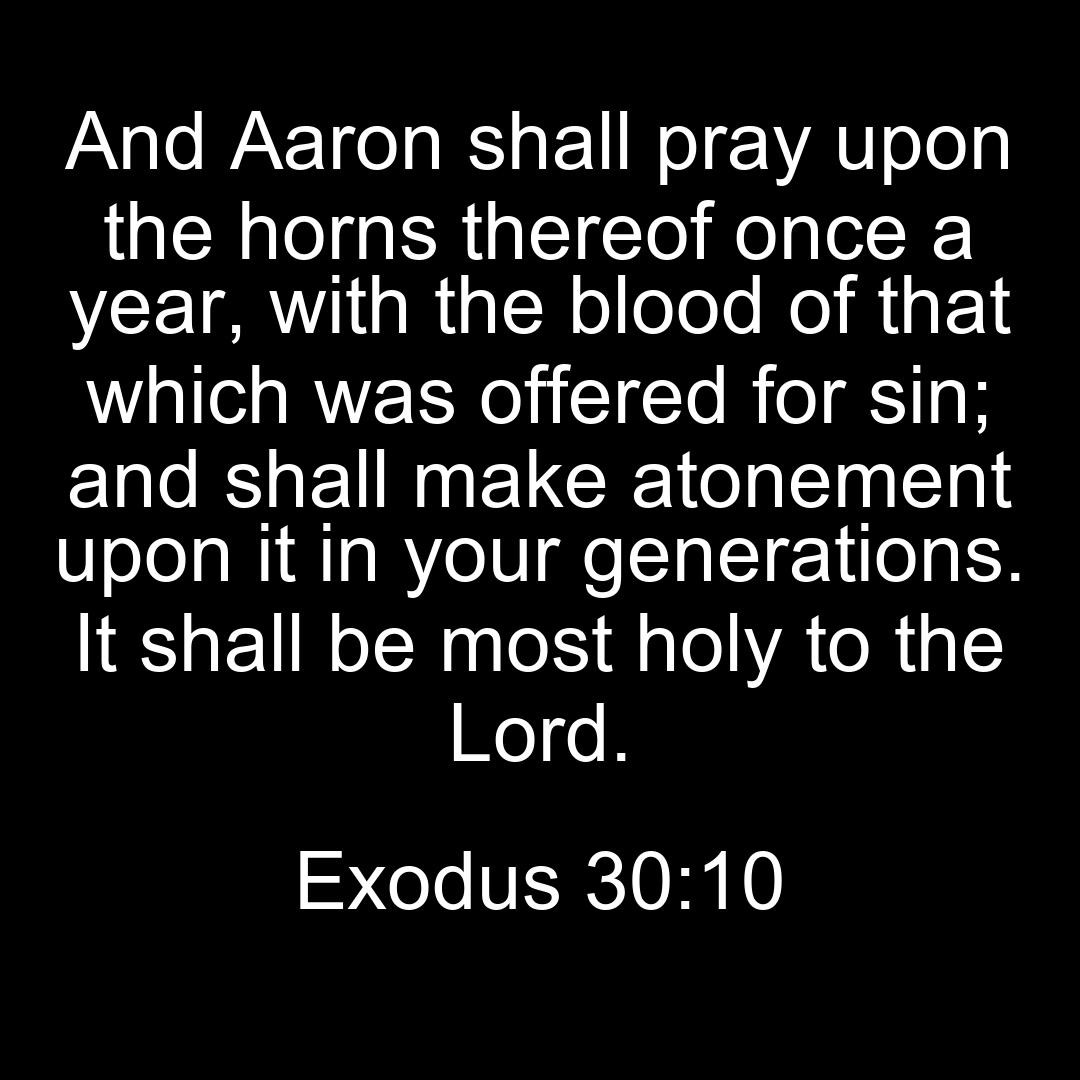 And Aaron shall pray upon
the horns thereof once a
year, with the blood of that
which was offered for sin;
and shall make atonement
upon it in your generations.
It shall be most holy to the
Lord.
Exodus 30:10